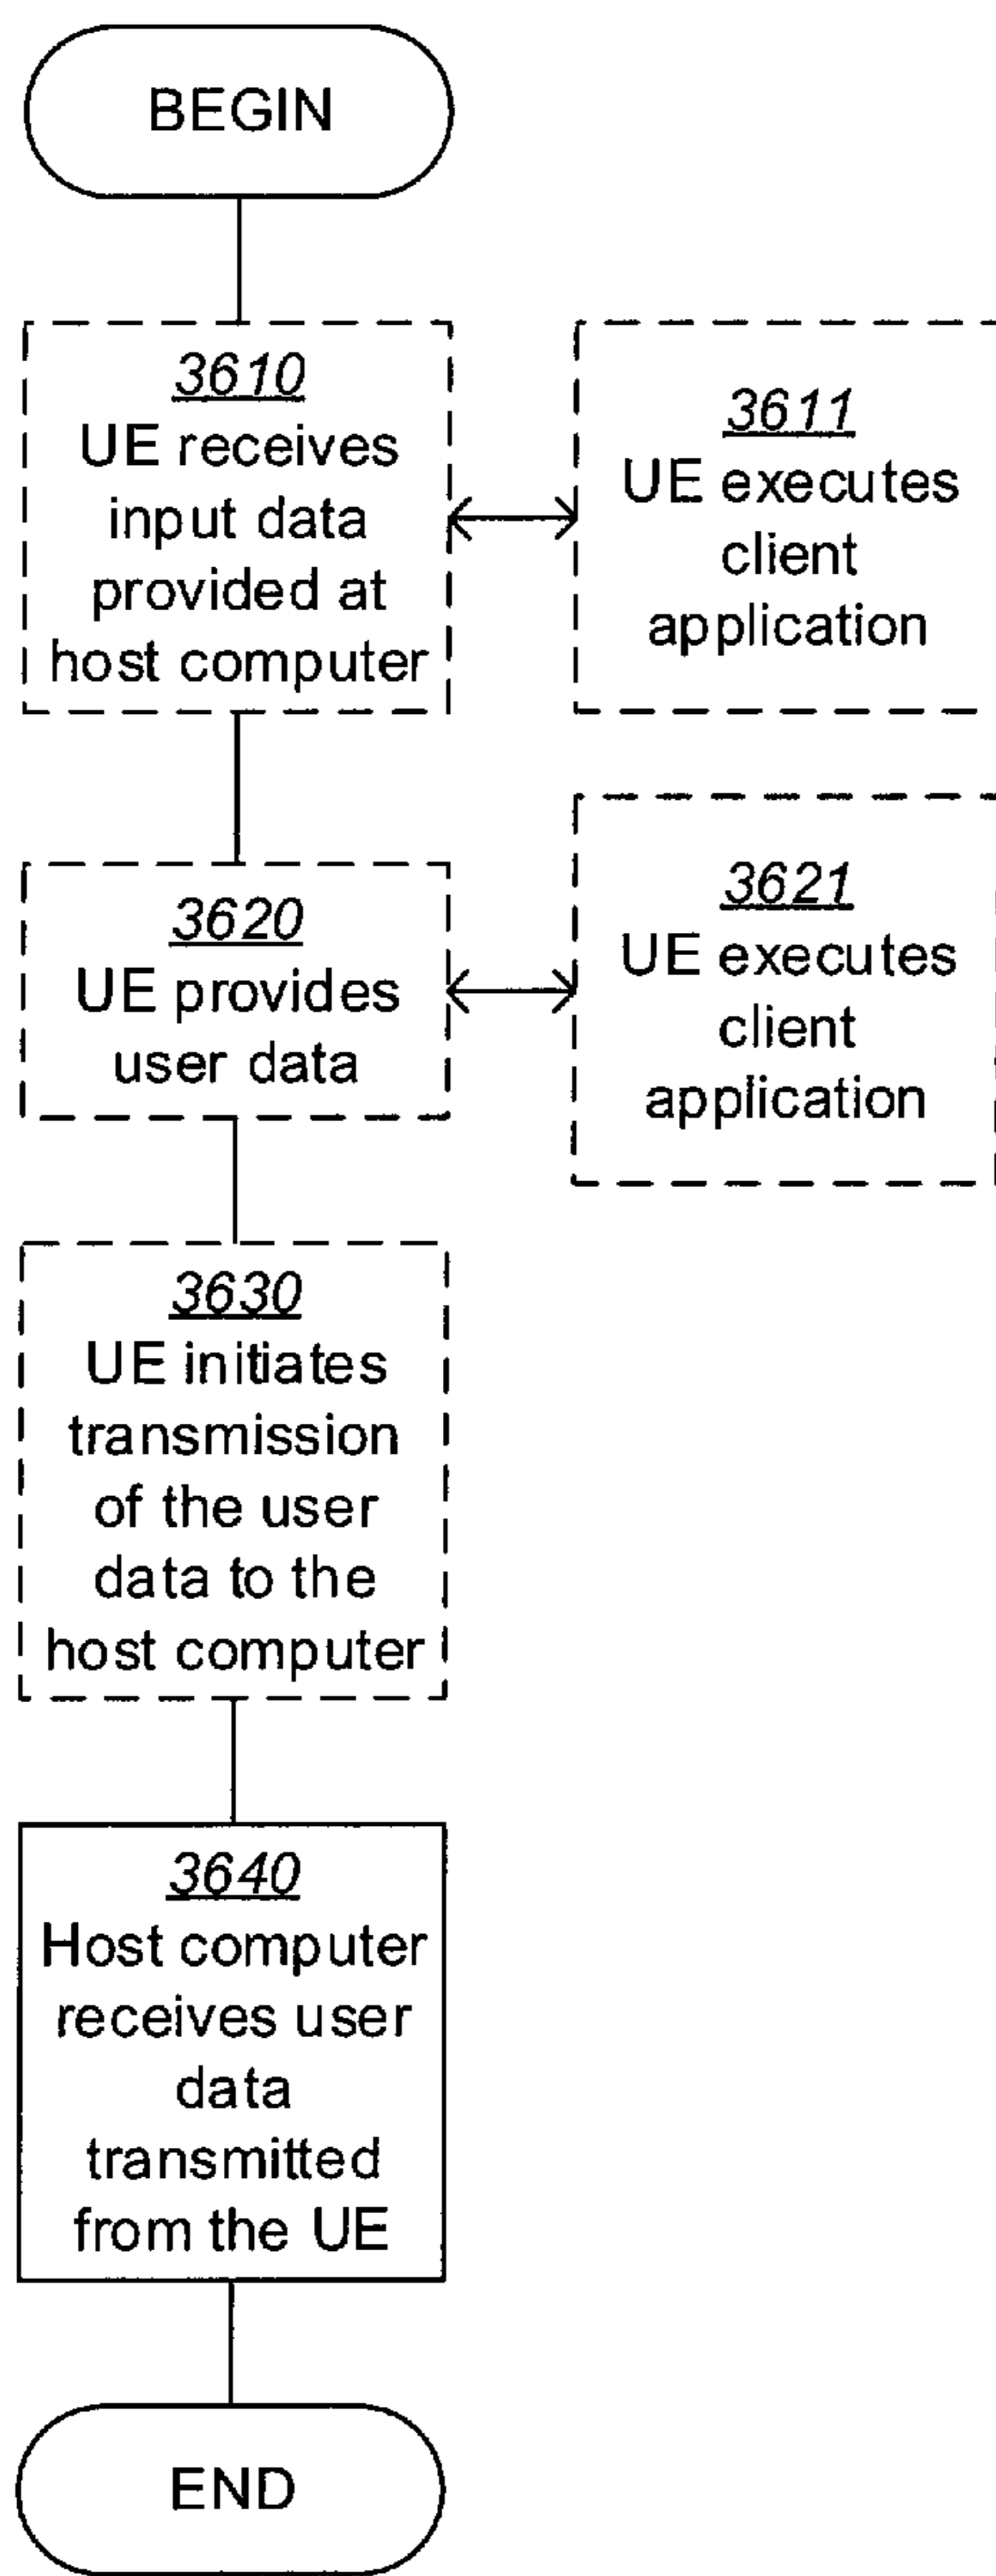 BEGIN
3610
UE receives
input data
provided at
host computer
3611
UE executes
client
application
3620
UE provides
user data
3621
UE executes
client
application
3630
UE initiates
transmission
of the user
data to the
host computer
3640
Host computer
receives user
data
transmitted
from the UE
END